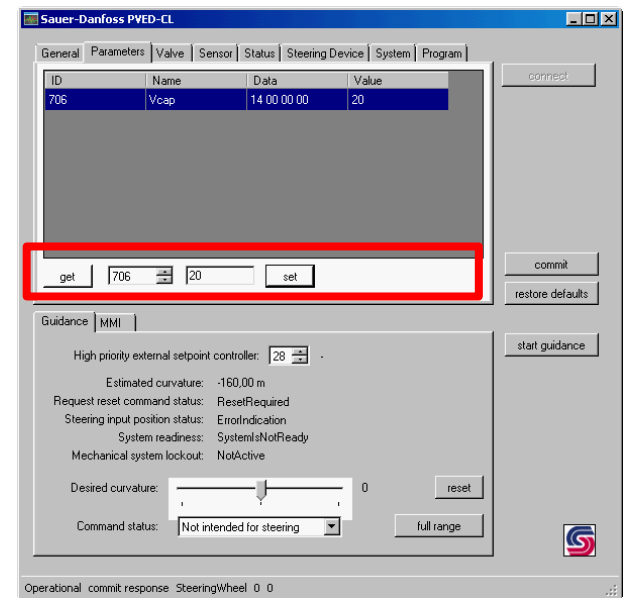 Sauer-Danfoss PVED-CL
General Parameters Valve Sensor Status Steering Device System Program
connect
ID Name Data Value
706 Vcap 14 00 00 00 20
get 706 20 set
commit
restore defaults
Guidance MMI
start guidance
High priority external setpoint controller: 28 .
Estimated curvature: -160,00 m
Request reset command status: ResetRequired
Steering input position status: ErrorIndication
System readiness: SystemIsNotReady
Mechanical system lockout: NotActive
Desired curvature: 0 reset
Command status: Not intended for steering full range
Operational commit response SteeringWheel 0 0